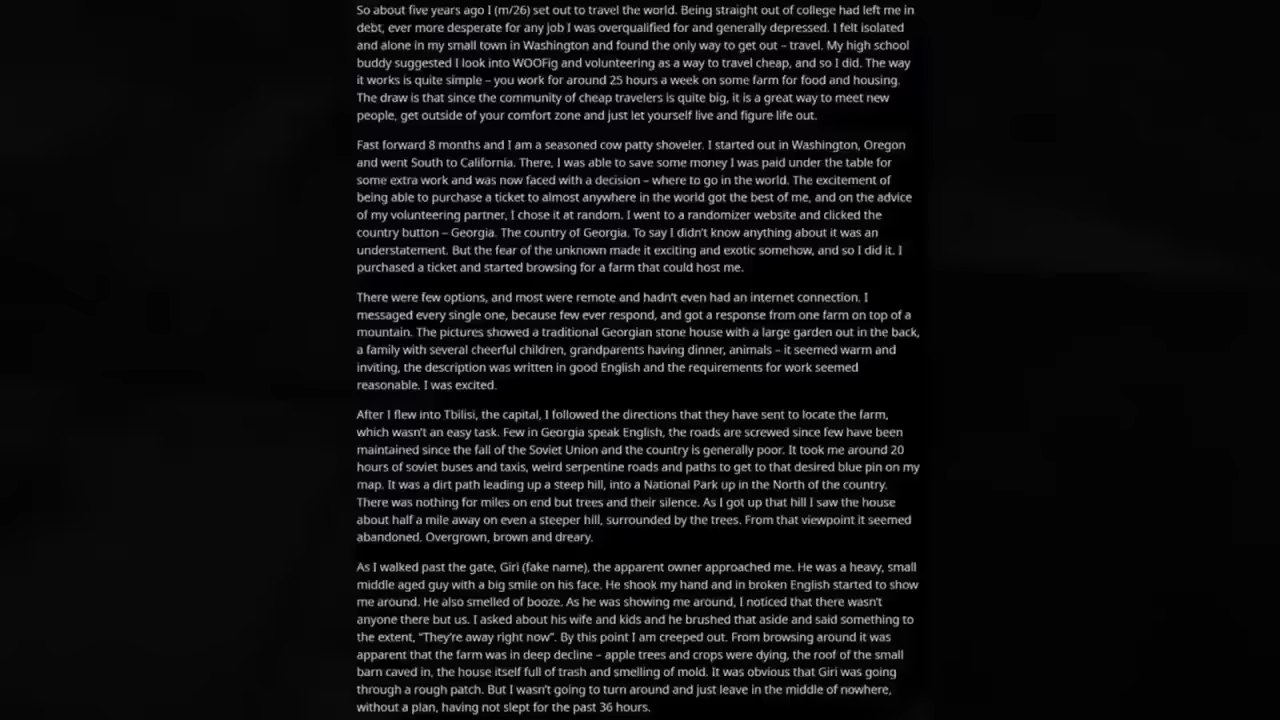 So about five years ago I (m/26) set out to travel the world. Being straight out of college had left me in
debt, ever more desperate for any job I was overqualified for and generally depressed. I felt isolated
and alone in my small town in Washington and found the only way to get out – travel. My high school
buddy suggested I look into WOOFig and volunteering as a way to travel cheap, and so I did. The way
it works is quite simple – you work for around 25 hours a week on some farm for food and housing.
The draw is that since the community of cheap travelers is quite big, it is a great way to meet new
people, get outside of your comfort zone and just let yourself live and figure life out.
Fast forward 8 months and I am a seasoned cow patty shoveler. I started out in Washington, Oregon
and went South to California. There, I was able to save some money I was paid under the table for
some extra work and was now faced with a decision – where to go in the world. The excitement of
being able to purchase a ticket to almost anywhere in the world got the best of me, and on the advice
of my volunteering partner, I chose it at random. I went to a randomizer website and clicked the
country button – Georgia. The country of Georgia. To say I didn't know anything about it was an
understatement. But the fear of the unknown made it exciting and exotic somehow, and so I did it. I
purchased a ticket and started browsing for a farm that could host me.
There were few options, and most were remote and hadn't even had an internet connection. I
messaged every single one, because few ever respond, and got a response from one farm on top of a
mountain. The pictures showed a traditional Georgian stone house with a large garden out in the back,
a family with several cheerful children, grandparents having dinner, animals – it seemed warm and
inviting, the description was written in good English and the requirements for work seemed
reasonable. I was excited.
After I flew into Tbilisi, the capital, I followed the directions that they have sent to locate the farm,
which wasn't an easy task. Few in Georgia speak English, the roads are screwed since few have been
maintained since the fall of the Soviet Union and the country is generally poor. It took me around 20
hours of soviet buses and taxis, weird serpentine roads and paths to get to that desired blue pin on my
map. It was a dirt path leading up a steep hill, into a National Park up in the North of the country.
There was nothing for miles on end but trees and their silence. As I got up that hill I saw the house
about half a mile away on even a steeper hill, surrounded by the trees. From that viewpoint it seemed
abandoned. Overgrown, brown and dreary.
As I walked past the gate, Giri (fake name), the apparent owner approached me. He was a heavy, small
middle aged guy with a big smile on his face. He shook my hand and in broken English started to show
me around. He also smelled of booze. As he was showing me around, I noticed that there wasn't
anyone there but us. I asked about his wife and kids and he brushed that aside and said something to
the extent, "They're away right now". By this point I am creeped out. From browsing around it was
apparent that the farm was in deep decline – apple trees and crops were dying, the roof of the small
barn caved in, the house itself full of trash and smelling of mold. It was obvious that Giri was going
through a rough patch. But I wasn't going to turn around and just leave in the middle of nowhere,
without a plan, having not slept for the past 36 hours.